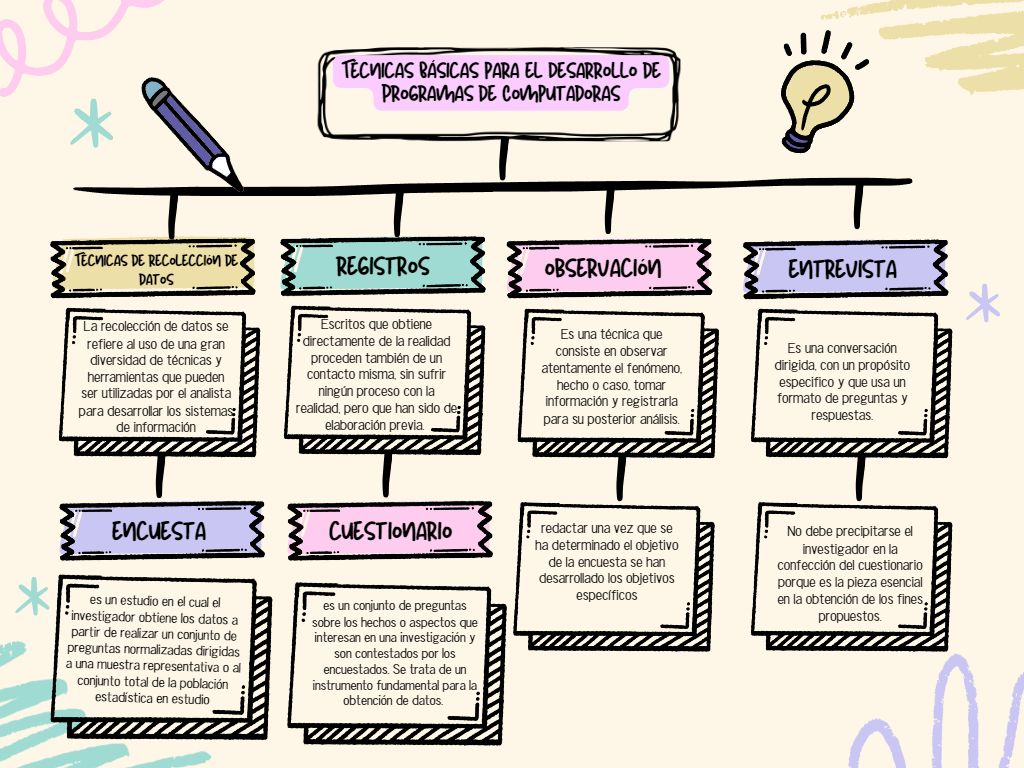 TÈCNICAS BÁSICAS PARA EL DESARROLLO DE
PROGRAMAS DE COMPUTADORAS
TÈCNICAS DE RECOLECCIÓN DE
DATOS
La recolección de datos se
refiere al uso de una gran
diversidad de técnicas y
herramientas que pueden
ser utilizadas por el analista
para desarrollar los sistemas
de información
ENCUESTA
es un estudio en el cual el
investigador obtiene los datos a
partir de realizar un conjunto de
preguntas normalizadas dirigidas
a una muestra representativa o al
conjunto total de la población
estadística en estudio
REGISTROS
Escritos que obtiene
directamente de la realidad
proceden también de un
contacto misma, sin sufrir
ningún proceso con la
realidad, pero que han sido de
elaboración previa.
CUESTIONARIO
es un conjunto de preguntas
sobre los hechos o aspectos que
interesan en una investigación y
son contestados por los
encuestados. Se trata de un
instrumento fundamental para la
obtención de datos.
OBSERVACIÓN
Es una técnica que
consiste en observar
atentamente el fenómeno,
hecho o caso, tomar
información y registrarla
para su posterior análisis.
redactar una vez que se
ha determinado el objetivo
de la encuesta se han
desarrollado los objetivos
específicos
ENTREVISTA
Es una conversación
dirigida, con un propósito
especifico y que usa un
formato de preguntas y
respuestas.
No debe precipitarse el
investigador en la
confección del cuestionario
porque es la pieza esencial
en la obtención de los fines
propuestos.